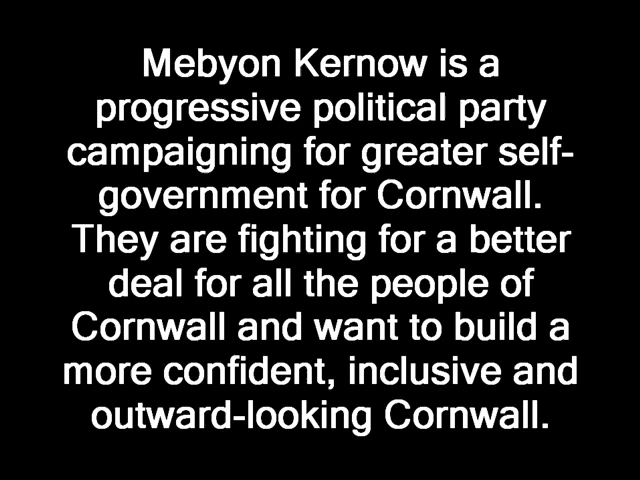 Mebyon Kernow is a
progressive political party
campaigning for greater self-
government for Cornwall.
They are fighting for a better
deal for all the people of
Cornwall and want to build a
more confident, inclusive and
outward-looking Cornwall.